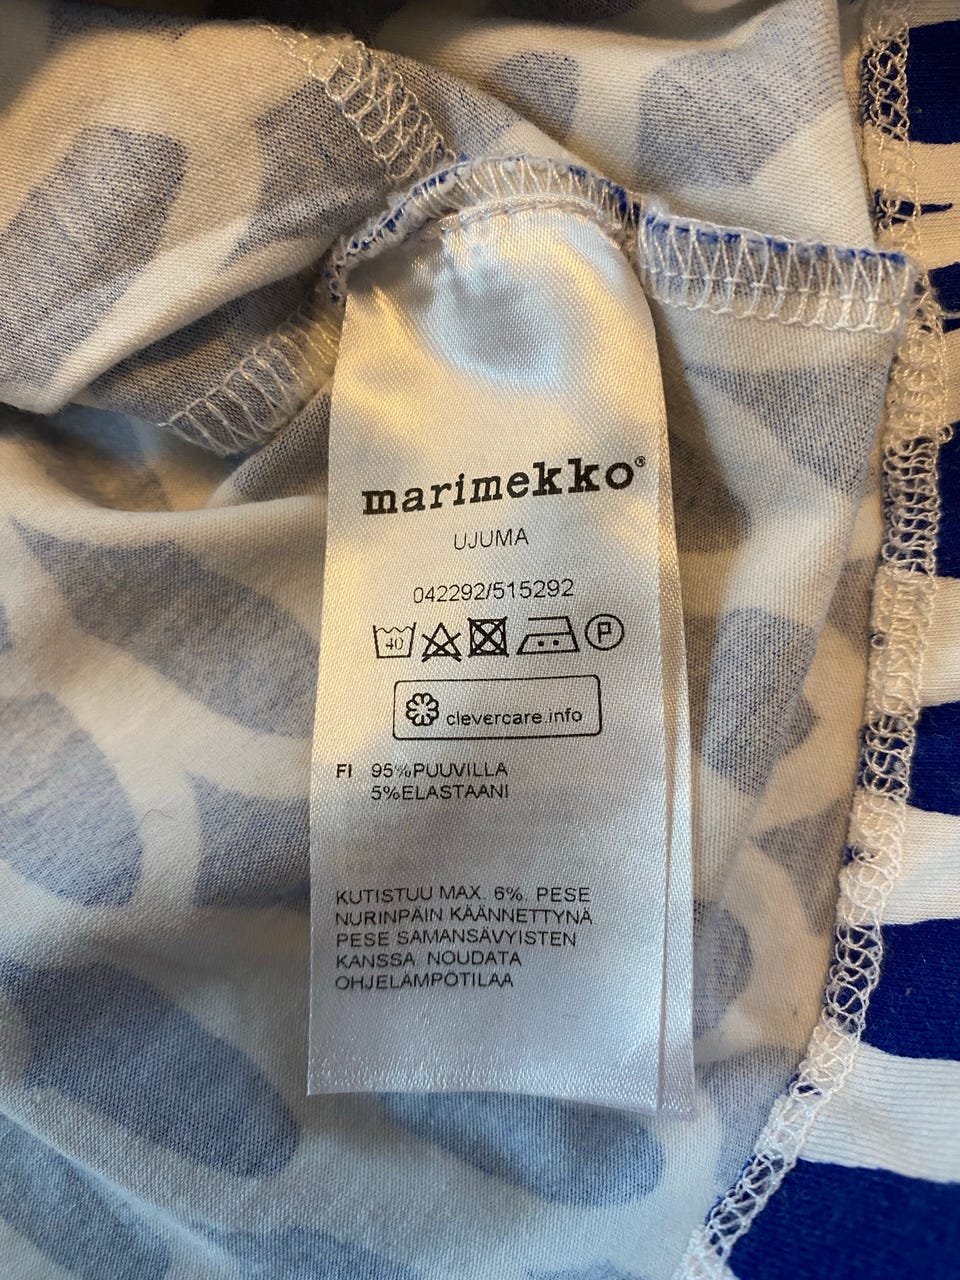 marimekko®
UJUMA
042292/515292
40 P
clevercare.info
FI 95%PUUVILLA
5%ELASTAANI
KUTISTUU MAX. 6%. PESE
NURINPÄIN KÄÄNNETTYNÄ
PESE SAMANSÄVYISTEN
KANSSA. NOUDATA
OHJELÄMPÖTILAA